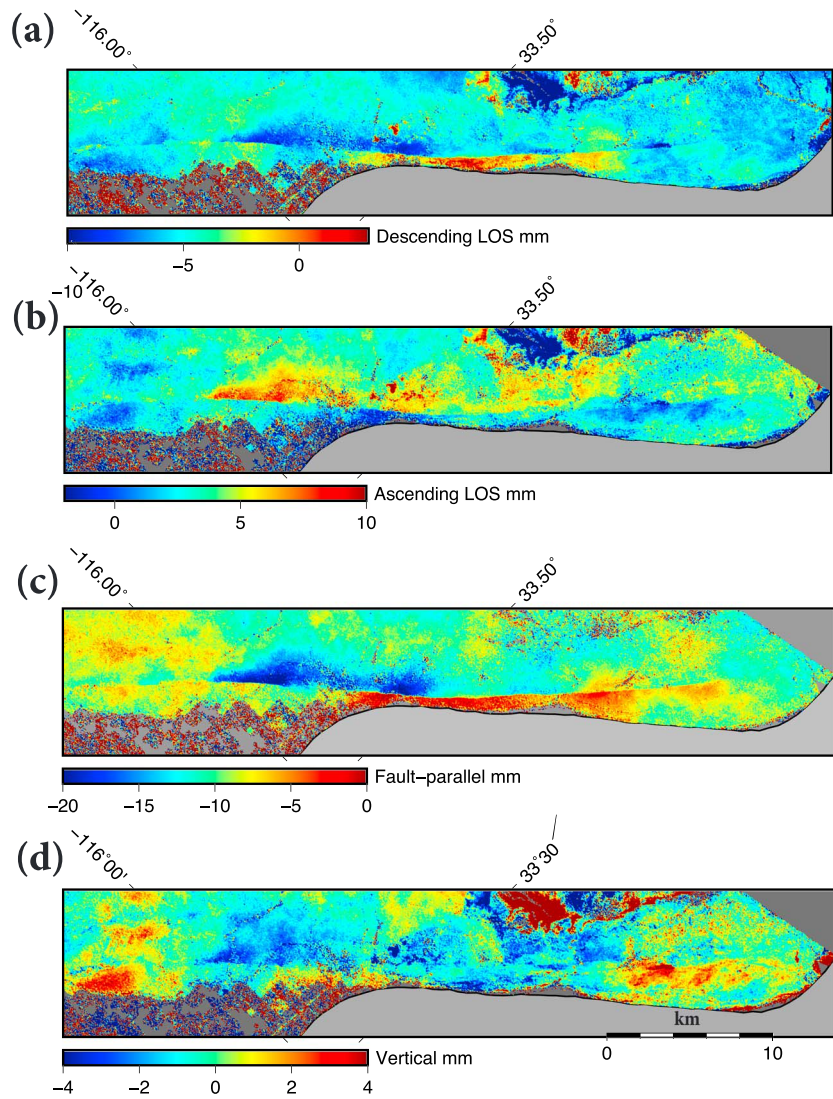 (a)
−116.00°
33.50°
Descending LOS mm
−10
−5
0
(b)
−116.00°
33.50°
Ascending LOS mm
0
5
10
(c)
−116.00°
33.50°
Fault−parallel mm
−20
−15
−10
−5
0
(d)
−116°00'
33°30
km
0
10
Vertical mm
−4
−2
0
2
4